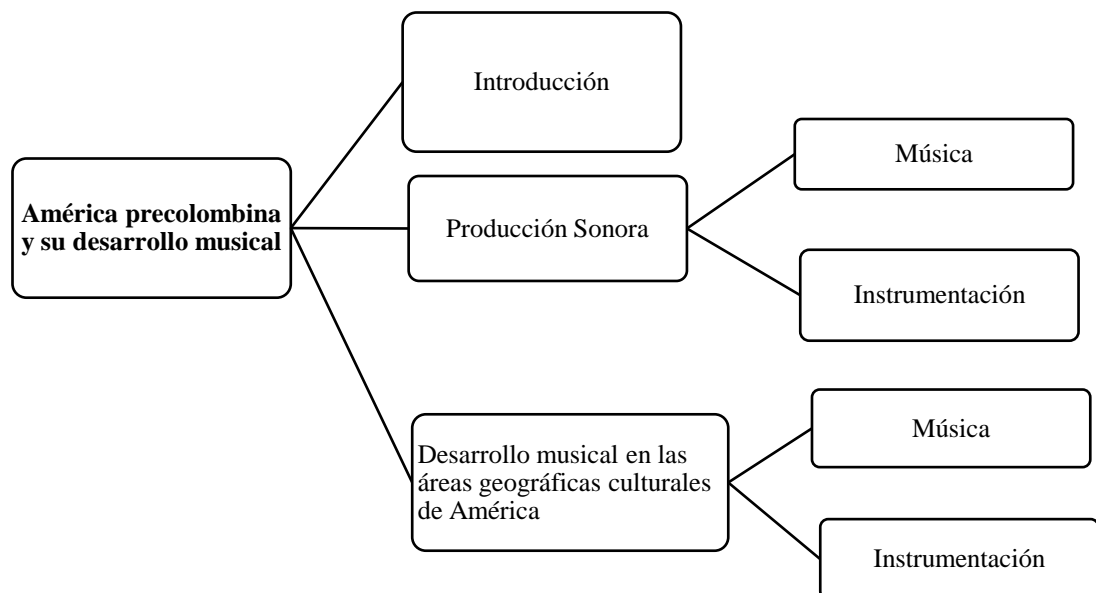 América precolombina
y su desarrollo musical
Introducción
Producción Sonora
Música
Instrumentación
Desarrollo musical en las
áreas geográficas culturales
de América
Música
Instrumentación